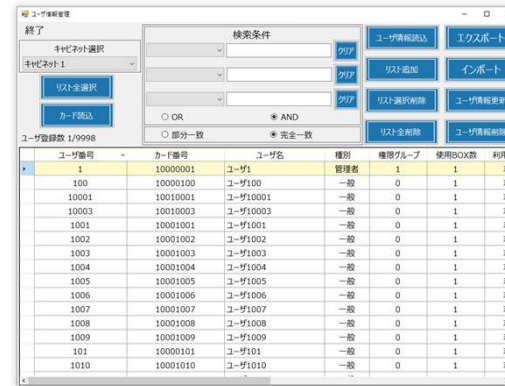 ユーザ情報管理
終了
キャビネット選択
キャビネット1
リスト全選択
カード読込
ユーザ登録数 1/9998
検索条件
クリア
クリア
クリア
OR AND
部分一致 完全一致
ユーザ情報読込 エクスポート
リスト追加 インポート
リスト選択削除 ユーザ情報更新
リスト全削除 ユーザ情報削除
ユーザ番号 カード番号 ユーザ名 種別 権限グループ 使用BOX数 利用
1 10000001 ユーザ1 管理者 1 1
100 10000100 ユーザ100 一般 0 1
10001 10010001 ユーザ10001 一般 0 1
10003 10010003 ユーザ10003 一般 0 1
1001 10001001 ユーザ1001 一般 0 1
1002 10001002 ユーザ1002 一般 0 1
1003 10001003 ユーザ1003 一般 0 1
1004 10001004 ユーザ1004 一般 0 1
1005 10001005 ユーザ1005 一般 0 1
1006 10001006 ユーザ1006 一般 0 1
1007 10001007 ユーザ1007 一般 0 1
1008 10001008 ユーザ1008 一般 0 1
1009 10001009 ユーザ1009 一般 0 1
101 10000101 ユーザ101 一般 0 1
1010 10001010 ユーザ1010 一般 0 1